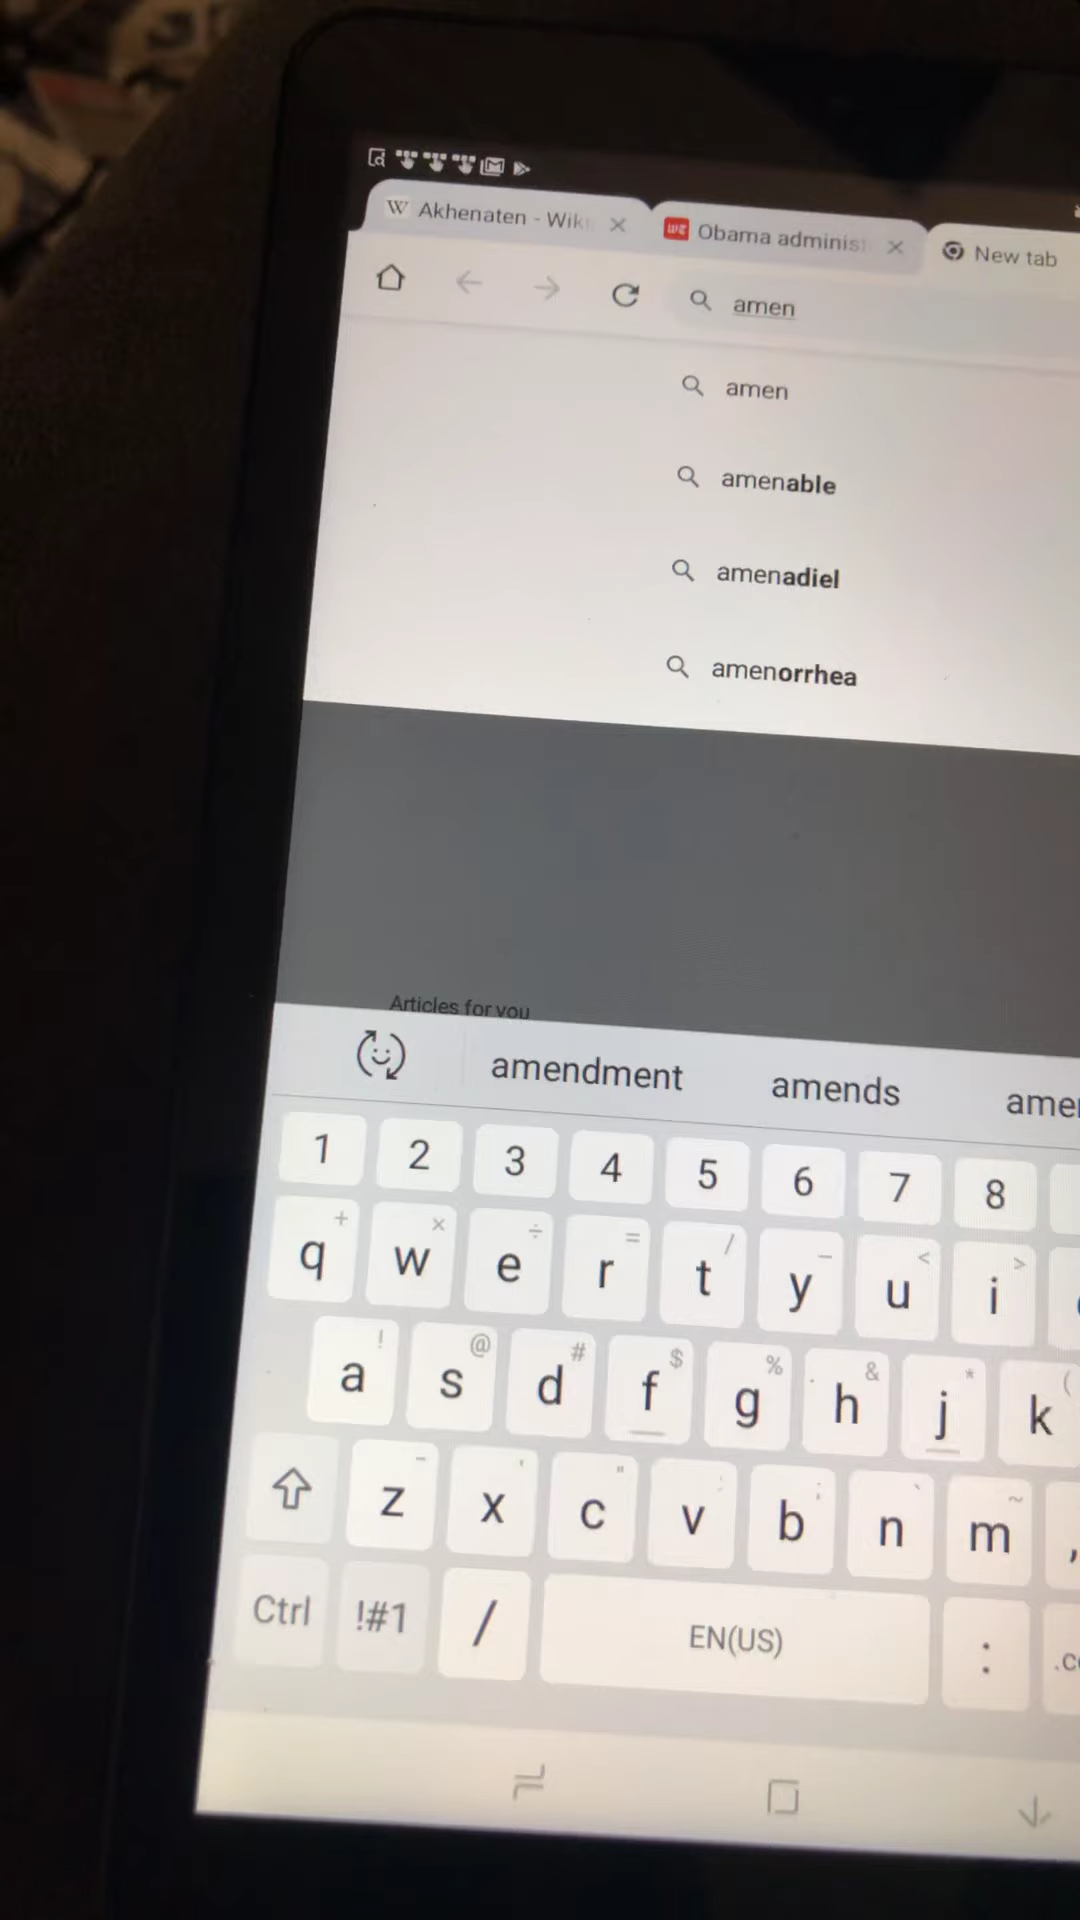 W Akhenaten - Wiki
Obama administ
New tab
amen
amen
amenable
amenadiel
amenorrhea
Articles for you
amendment amends ame
1 2 3 4 5 6 7 8
+ × ÷ = / − < >
q w e r t y u i
! @ # $ % & * (
a s d f g h j k
- ' " : ; ` ~
z x c v b n m ,
Ctrl !#1 / EN(US) : .c